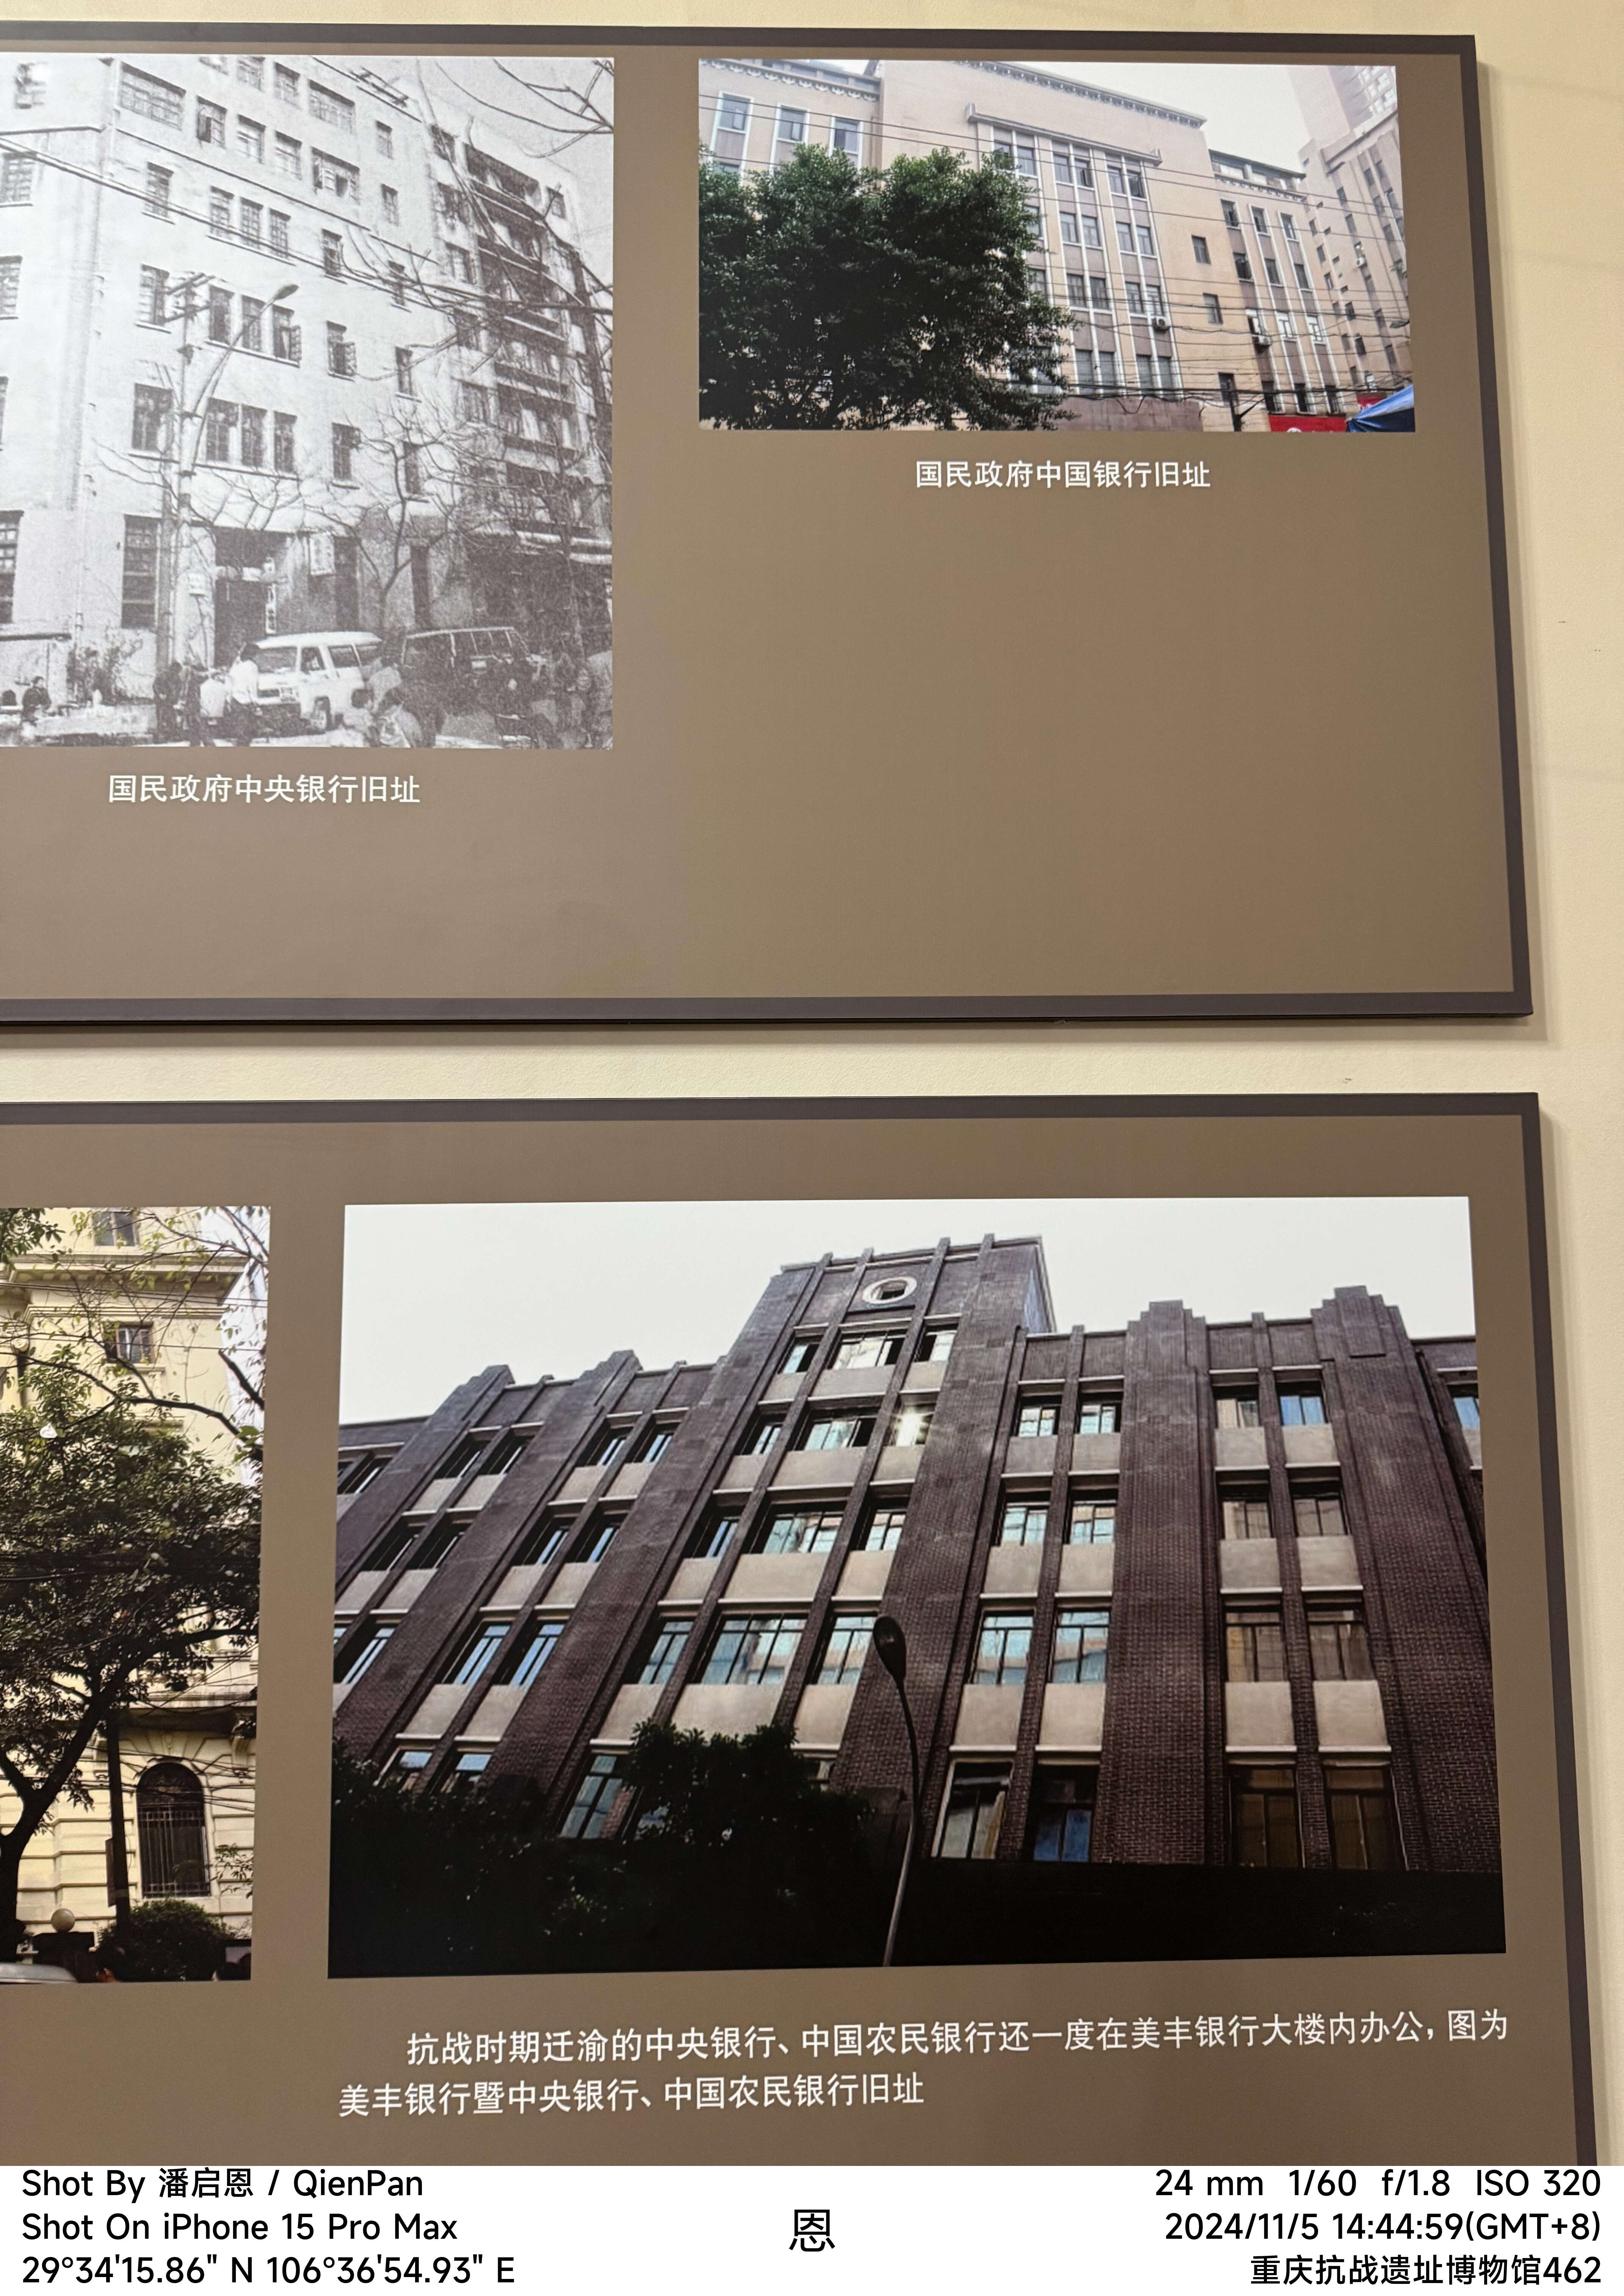 国民政府中国银行旧址
国民政府中央银行旧址
抗战时期迁渝的中央银行、中国农民银行还一度在美丰银行大楼内办公，图为
美丰银行暨中央银行、中国农民银行旧址
Shot By 潘启恩 / QienPan
Shot On iPhone 15 Pro Max
29°34'15.86" N 106°36'54.93" E
恩
24 mm 1/60 f/1.8 ISO 320
2024/11/5 14:44:59(GMT+8)
重庆抗战遗址博物馆462